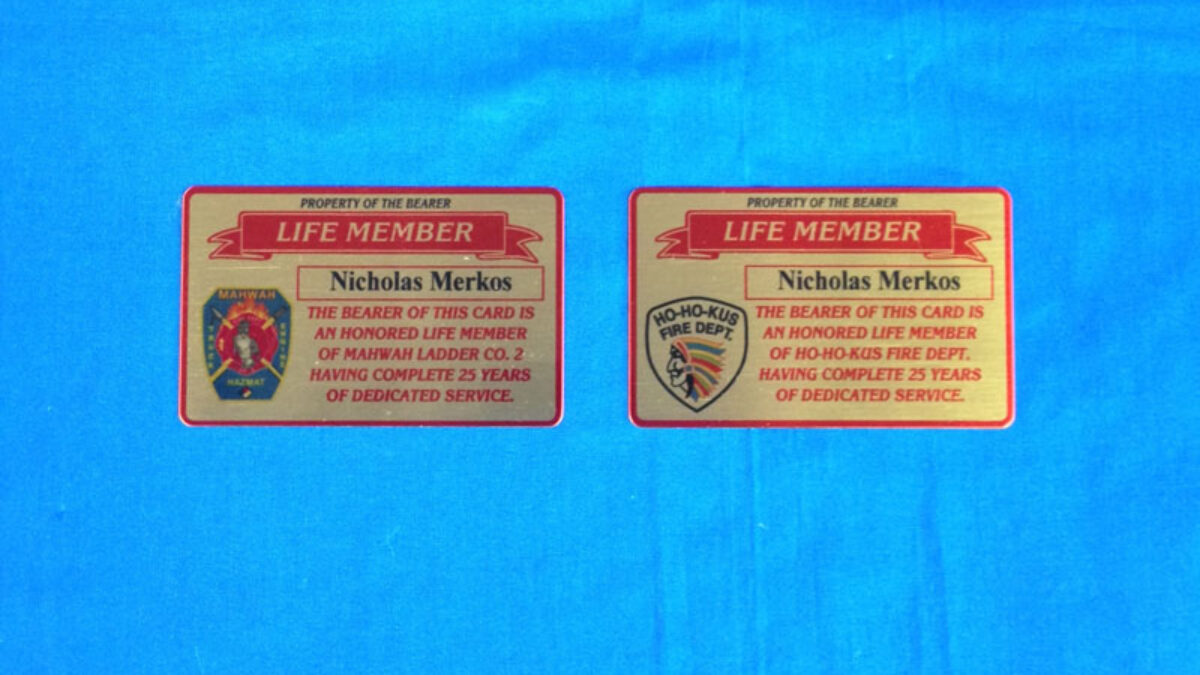 PROPERTY OF THE BEARER
LIFE MEMBER
Nicholas Merkos
THE BEARER OF THIS CARD IS
AN HONORED LIFE MEMBER
OF MAHWAH LADDER CO. 2
HAVING COMPLETE 25 YEARS
OF DEDICATED SERVICE.
MAHWAH
HAZMAT
PROPERTY OF THE BEARER
LIFE MEMBER
Nicholas Merkos
THE BEARER OF THIS CARD IS
AN HONORED LIFE MEMBER
OF HO-HO-KUS FIRE DEPT.
HAVING COMPLETE 25 YEARS
OF DEDICATED SERVICE.
HO-HO-KUS
FIRE DEPT.